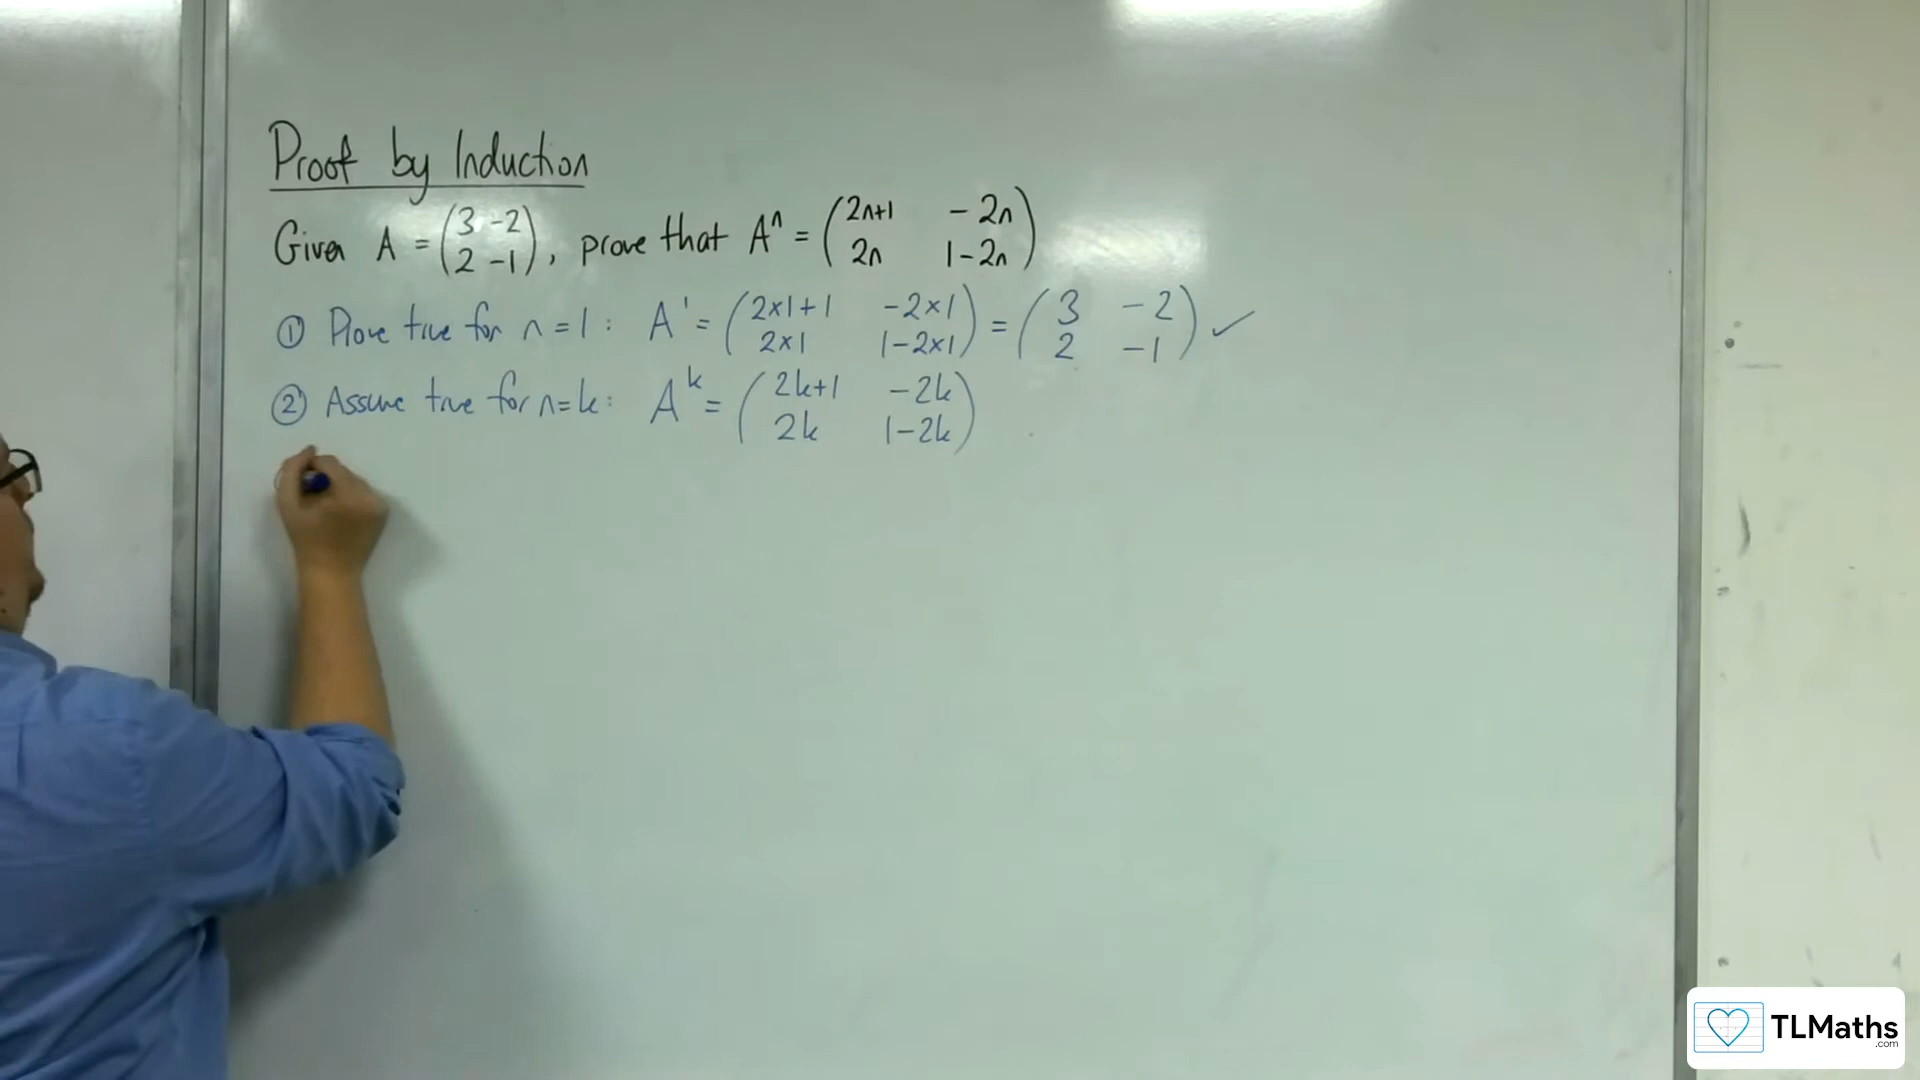 Proof by Induction
Given A = (3 -2
2 -1), prove that Aⁿ = (2n+1 -2n
2n 1-2n)
① Prove true for n=1: A¹ = (2×1+1 -2×1
2×1 1-2×1) = (3 -2
2 -1) ✓
② Assume true for n=k: Aᵏ = (2k+1 -2k
2k 1-2k)
TLMaths
.com